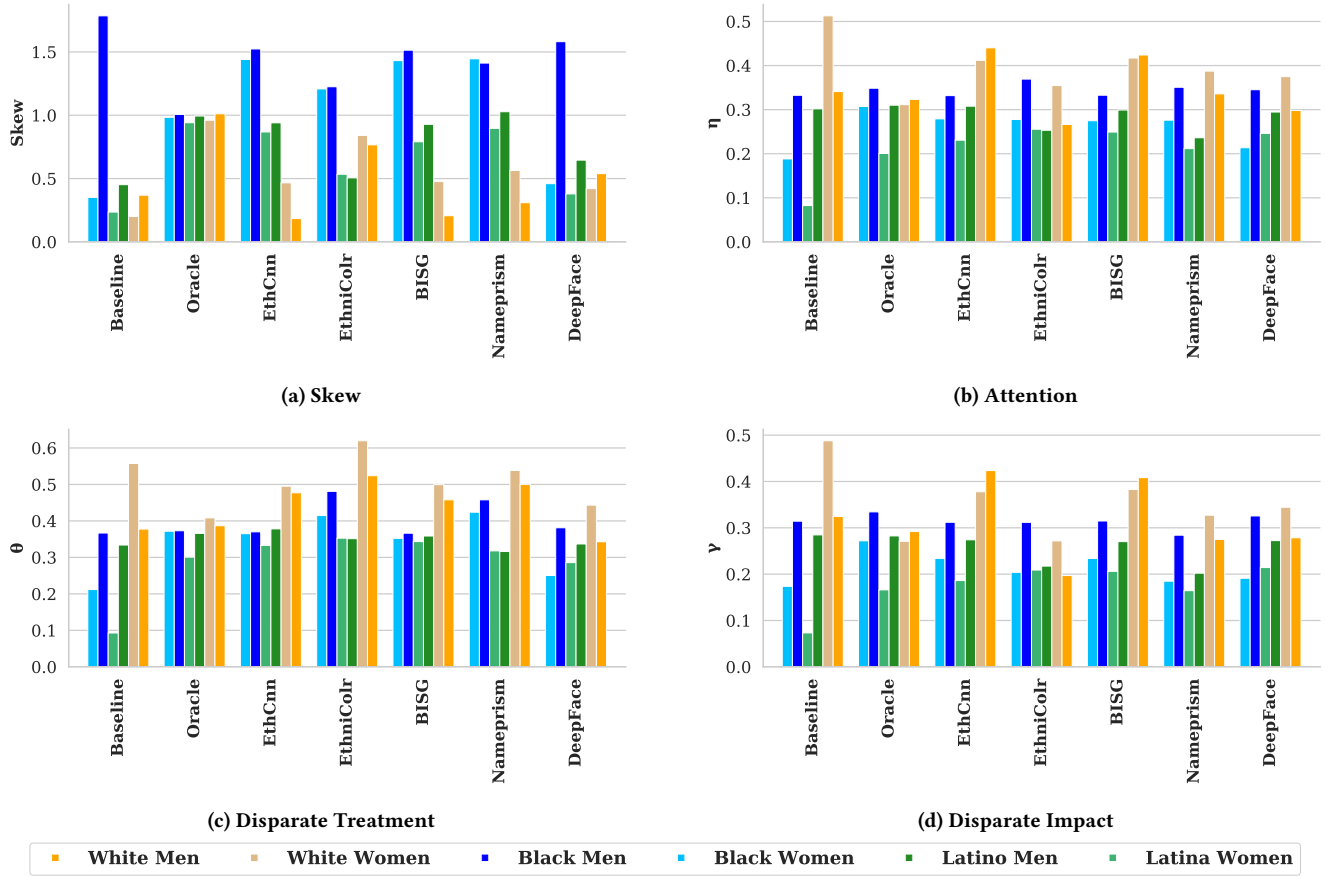 Skew
1.5
1.0
0.5
0.0
Baseline
Oracle
EthCnn
EthniColr
BISG
Nameprism
DeepFace
(a) Skew
η
0.5
0.4
0.3
0.2
0.1
0.0
Baseline
Oracle
EthCnn
EthniColr
BISG
Nameprism
DeepFace
(b) Attention
θ
0.6
0.5
0.4
0.3
0.2
0.1
0.0
Baseline
Oracle
EthCnn
EthniColr
BISG
Nameprism
DeepFace
(c) Disparate Treatment
γ
0.5
0.4
0.3
0.2
0.1
0.0
Baseline
Oracle
EthCnn
EthniColr
BISG
Nameprism
DeepFace
(d) Disparate Impact
White Men White Women Black Men Black Women Latino Men Latina Women